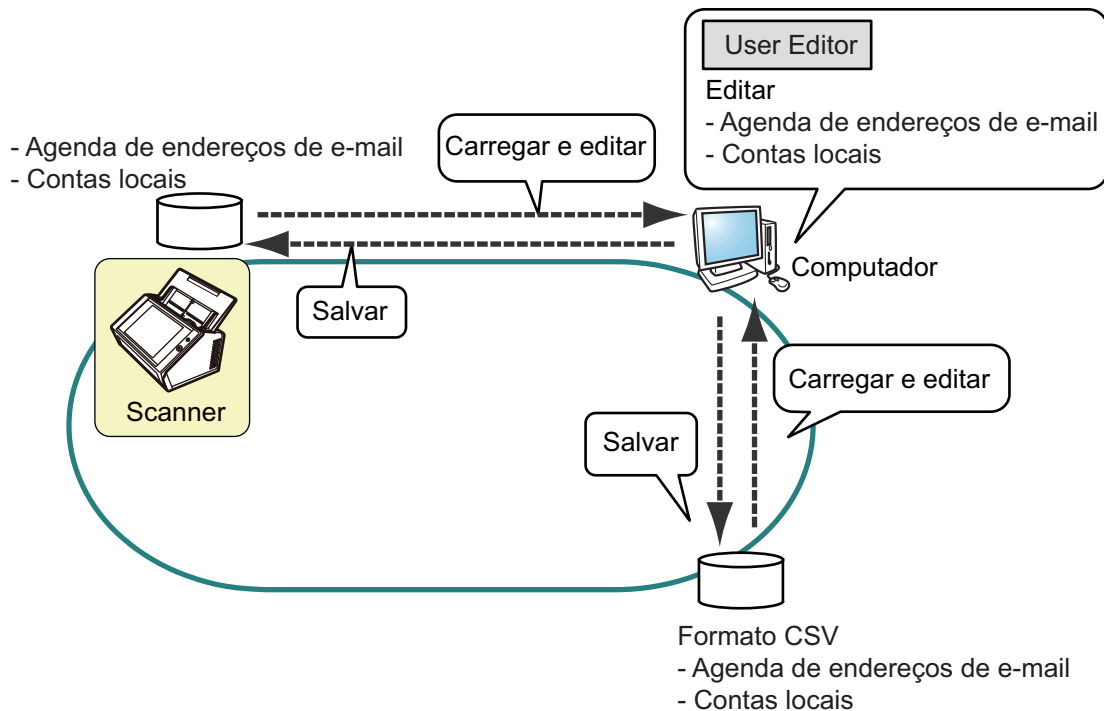 User Editor
Editar
- Agenda de endereços de e-mail
- Contas locais
- Agenda de endereços de e-mail
- Contas locais
Carregar e editar
Computador
Salvar
Scanner
Carregar e editar
Salvar
Formato CSV
- Agenda de endereços de e-mail
- Contas locais